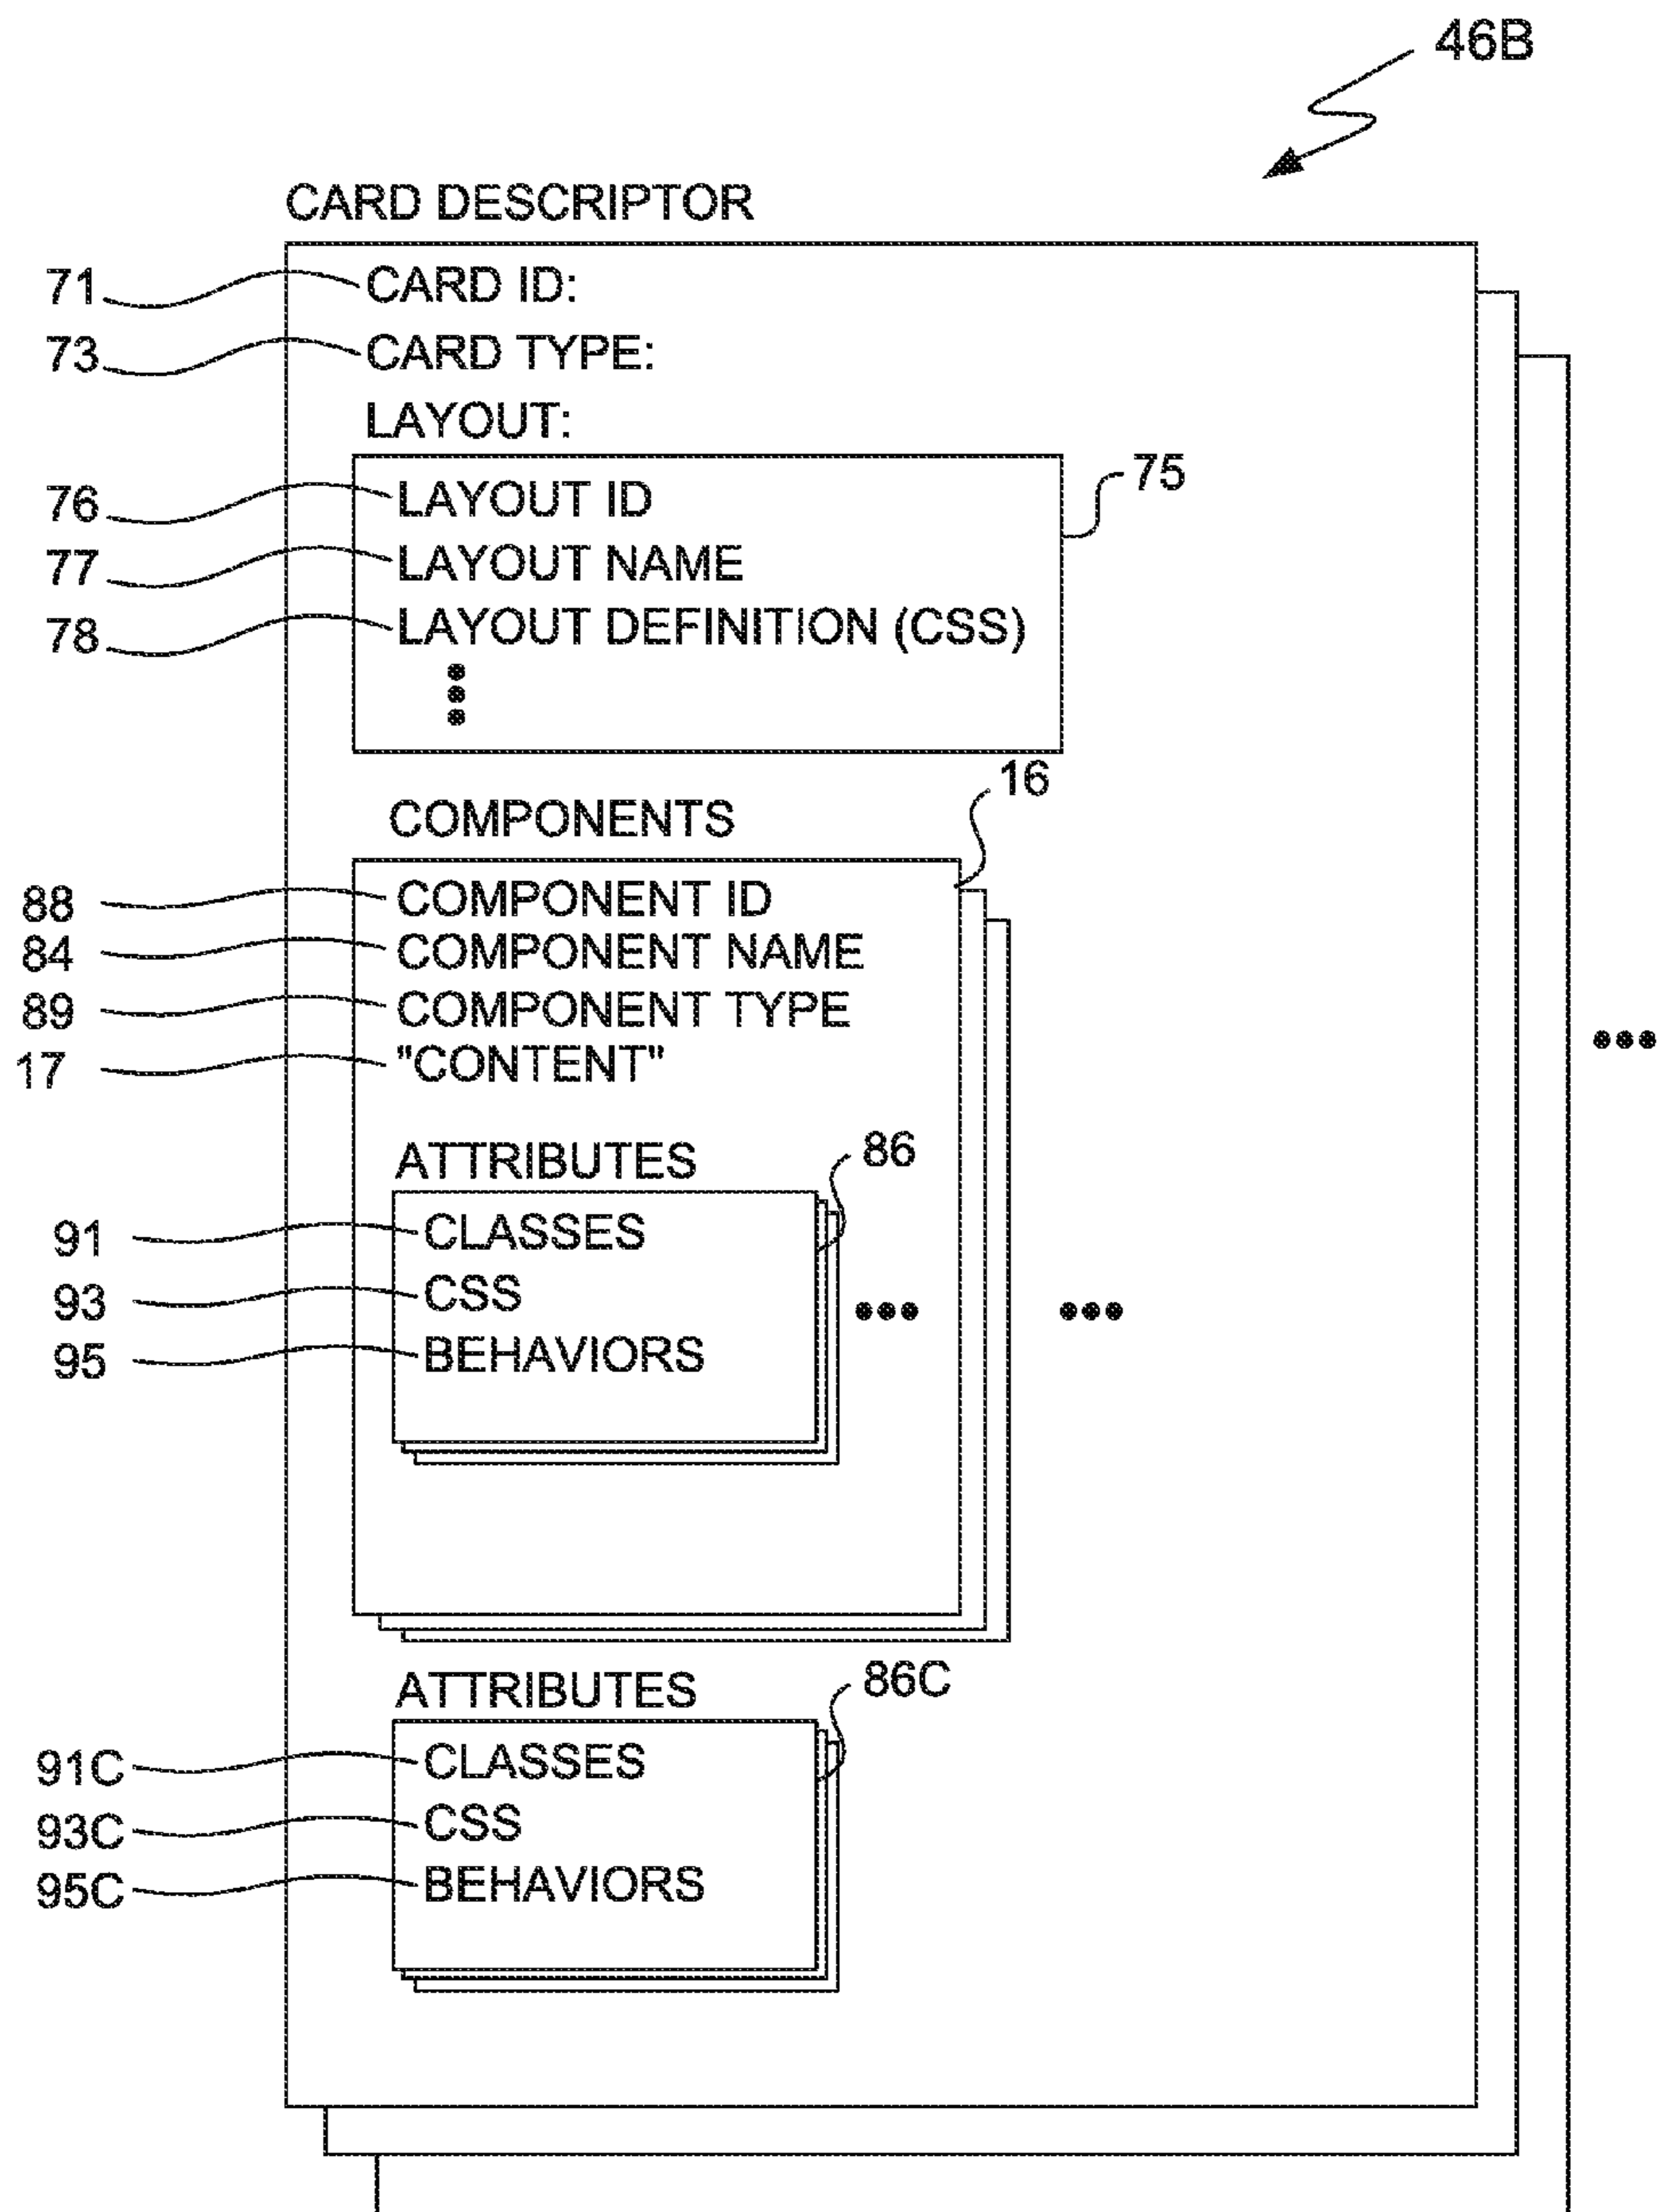 46B
CARD DESCRIPTOR
71 CARD ID:
73 CARD TYPE:
LAYOUT:
75
76 LAYOUT ID
77 LAYOUT NAME
78 LAYOUT DEFINITION (CSS)
16
COMPONENTS
88 COMPONENT ID
84 COMPONENT NAME
89 COMPONENT TYPE
17 "CONTENT"
ATTRIBUTES 86
91 CLASSES
93 CSS
95 BEHAVIORS
ATTRIBUTES 86C
91C CLASSES
93C CSS
95C BEHAVIORS